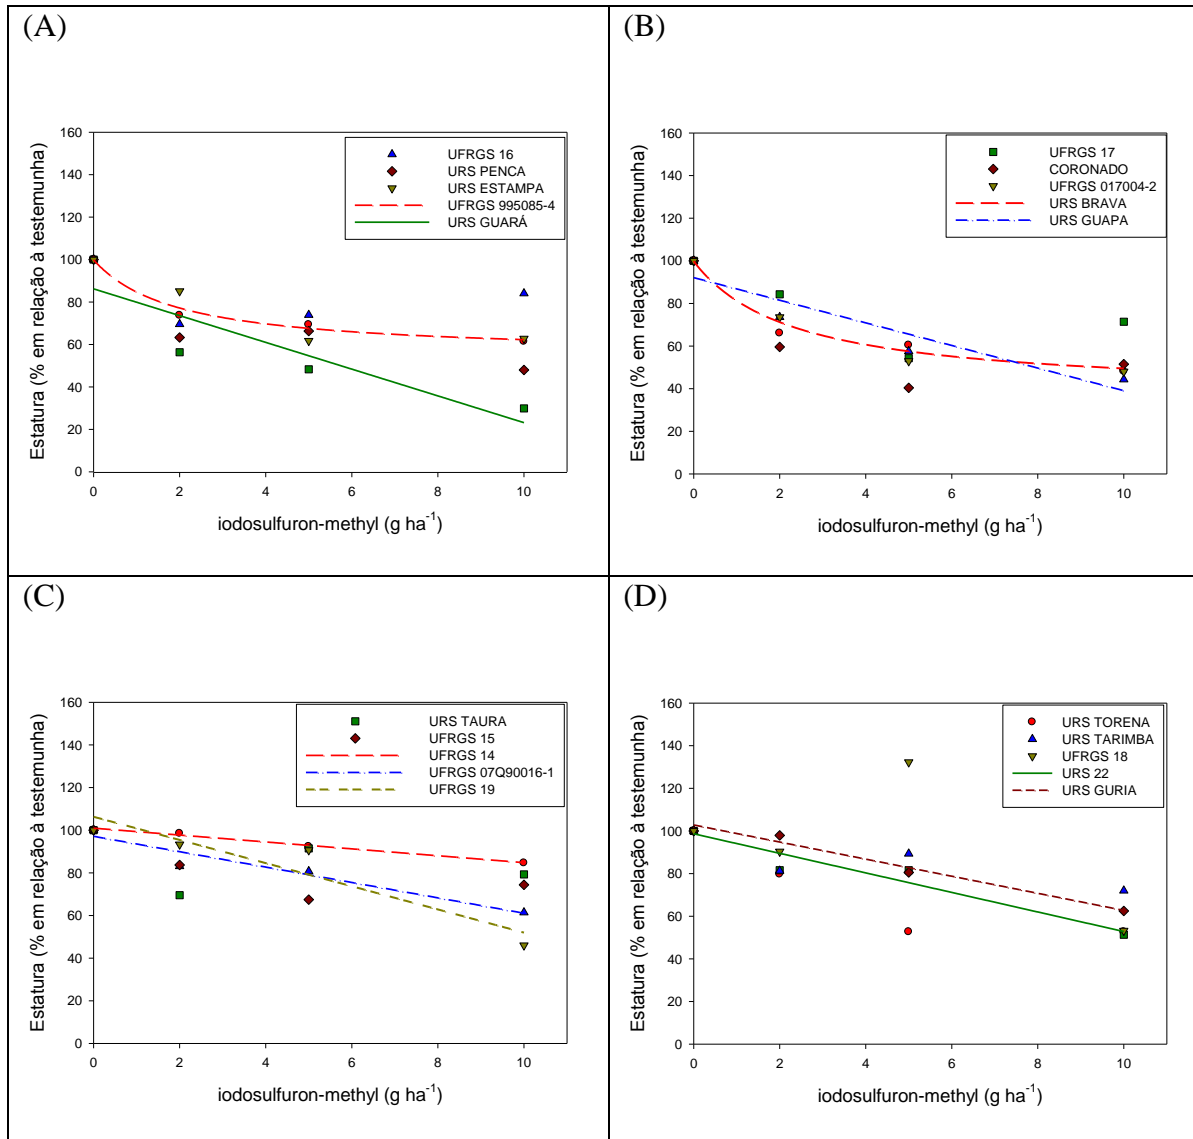 (A)
160
140
120
100
80
60
40
20
0
Estatura (% em relação à testemunha)
UFRGS 16
URS PENCA
URS ESTAMPA
UFRGS 995085-4
URS GUARÁ
0 2 4 6 8 10
iodosulfuron-methyl (g ha⁻¹)
(B)
160
140
120
100
80
60
40
20
0
Estatura (% em relação à testemunha)
UFRGS 17
CORONADO
UFRGS 017004-2
URS BRAVA
URS GUAPA
0 2 4 6 8 10
iodosulfuron-methyl (g ha⁻¹)
(C)
160
140
120
100
80
60
40
20
0
Estatura (% em relação à testemunha)
URS TAURA
UFRGS 15
UFRGS 14
UFRGS 07Q90016-1
UFRGS 19
0 2 4 6 8 10
iodosulfuron-methyl (g ha⁻¹)
(D)
160
140
120
100
80
60
40
20
0
Estatura (% em relação à testemunha)
URS TORENA
URS TARIMBA
UFRGS 18
URS 22
URS GURIA
0 2 4 6 8 10
iodosulfuron-methyl (g ha⁻¹)